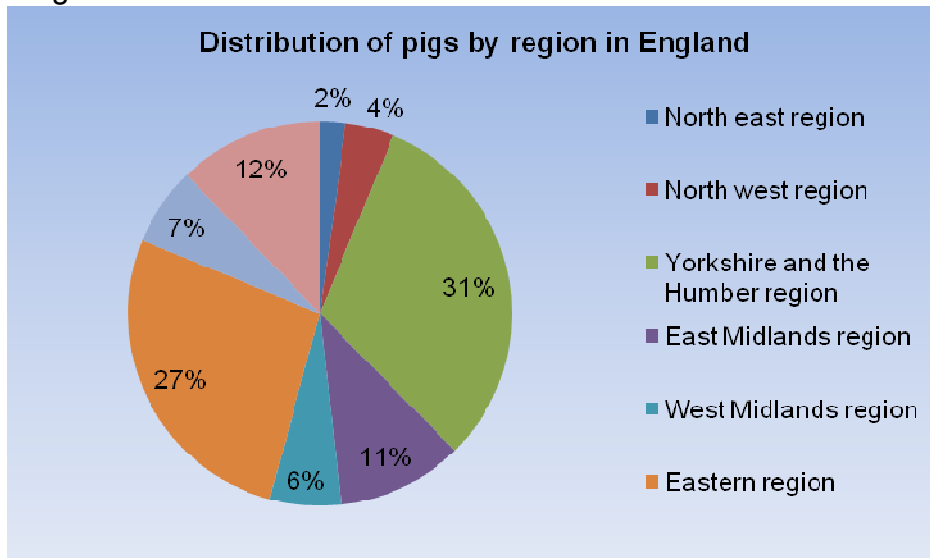 Distribution of pigs by region in England
2%
4%
12%
7%
31%
27%
11%
6%
North east region
North west region
Yorkshire and the
Humber region
East Midlands region
West Midlands region
Eastern region